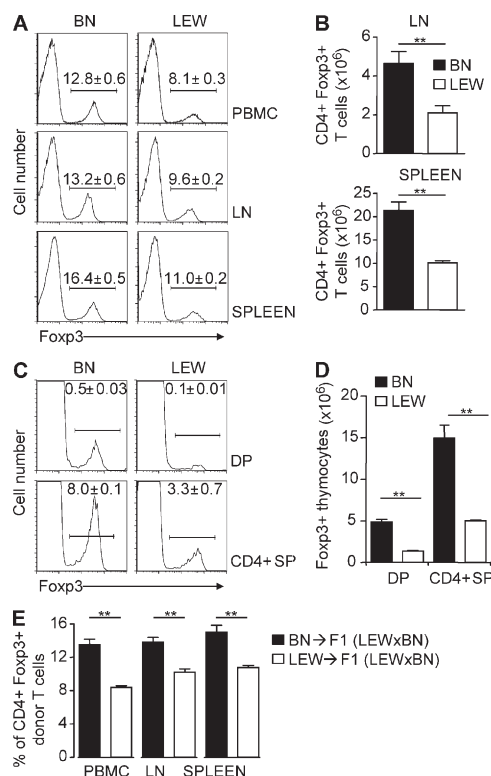 A
BN
LEW
Cell number
12.8±0.6
8.1± 0.3
PBMC
13.2±0.6
9.6±0.2
LN
16.4±0.5
11.0±0.2
SPLEEN
Foxp3
B
LN
CD4+ Foxp3+
T cells (x10⁶)
6
4
2
0
**
BN
LEW
SPLEEN
CD4+ Foxp3+
T cells (x10⁶)
25
20
15
10
5
0
**
C
BN
LEW
Cell number
0.5±0.03
0.1±0.01
DP
8.0±0.1
3.3±0.7
CD4+SP
Foxp3
D
BN
LEW
Foxp3+ thymocytes (x10⁶)
20
15
10
5
0
**
**
DP
CD4+SP
E
% of CD4+ Foxp3+
donor T cells
16
12
8
4
0
**
**
**
PBMC
LN
SPLEEN
BN→F1 (LEWxBN)
LEW→F1 (LEWxBN)